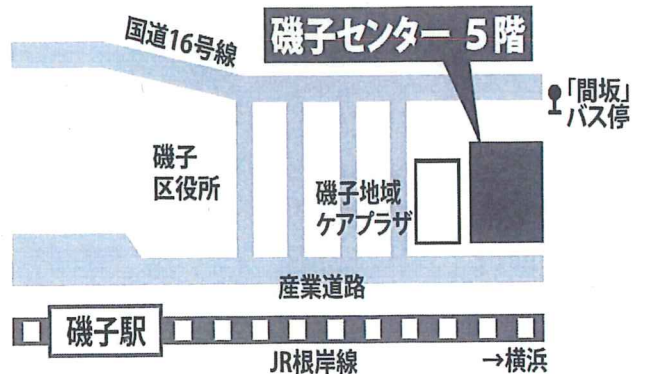 国道16号線
磯子センター 5階
「間坂」
バス停
磯子
区役所
磯子地域
ケアプラザ
産業道路
磯子駅
JR根岸線
→横浜